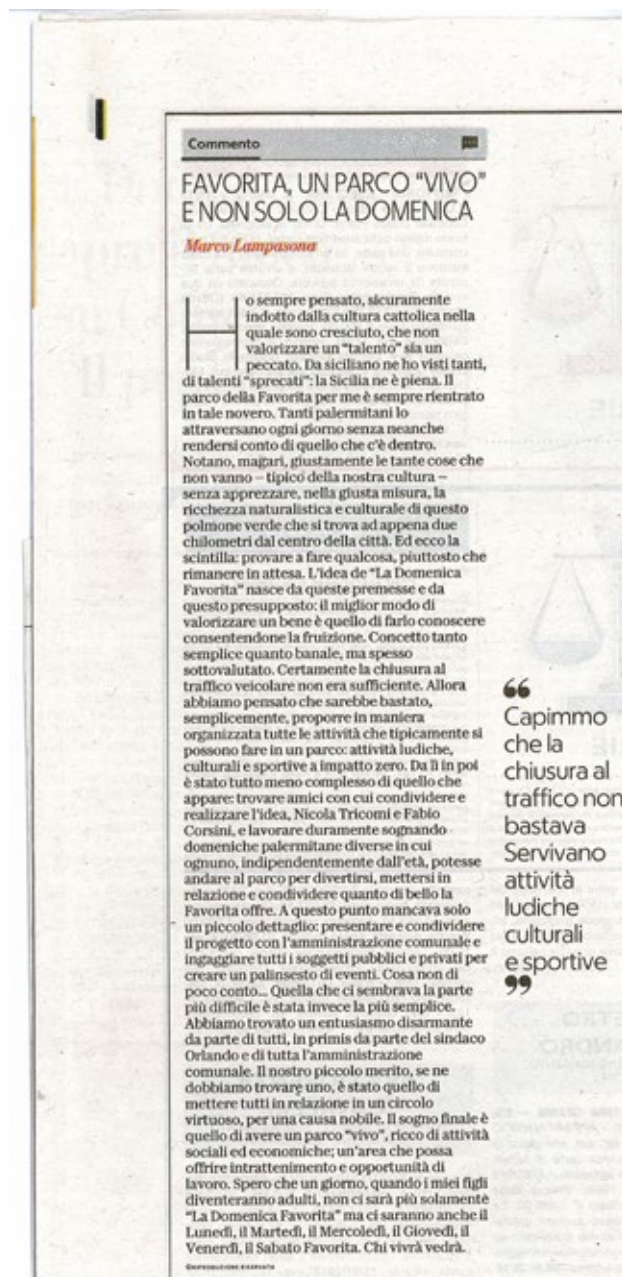 Commento
FAVORITA, UN PARCO "VIVO"
E NON SOLO LA DOMENICA
Marco Lampasona
Ho sempre pensato, sicuramente
indotto dalla cultura cattolica nella
quale sono cresciuto, che non
valorizzare un "talento" sia un
peccato. Da siciliano ne ho visti tanti,
di talenti "sprecati": la Sicilia ne è piena. Il
parco della Favorita per me è sempre rientrato
in tale novero. Tanti palermitani lo
attraversano ogni giorno senza neanche
rendersi conto di quello che c'è dentro.
Notano, magari, giustamente le tante cose che
non vanno – tipico della nostra cultura –
senza apprezzare, nella giusta misura, la
ricchezza naturalistica e culturale di questo
polmone verde che si trova ad appena due
chilometri dal centro della città. Ed ecco la
scintilla: provare a fare qualcosa, piuttosto che
rimanere in attesa. L'idea de "La Domenica
Favorita" nasce da queste premesse e da
questo presupposto: il miglior modo di
valorizzare un bene è quello di farlo conoscere
consentendone la fruizione. Concetto tanto
semplice quanto banale, ma spesso
sottovalutato. Certamente la chiusura al
traffico veicolare non era sufficiente. Allora
abbiamo pensato che sarebbe bastato,
semplicemente, proporre in maniera
organizzata tutte le attività che tipicamente si
possono fare in un parco: attività ludiche,
culturali e sportive a impatto zero. Da lì in poi
è stato tutto meno complesso di quello che
appare: trovare amici con cui condividere e
realizzare l'idea, Nicola Tricomi e Fabio
Corsini, e lavorare duramente sognando
domeniche palermitane diverse in cui
ognuno, indipendentemente dall'età, potesse
andare al parco per divertirsi, mettersi in
relazione e condividere quanto di bello la
Favorita offre. A questo punto mancava solo
un piccolo dettaglio: presentare e condividere
il progetto con l'amministrazione comunale e
ingaggiare tutti i soggetti pubblici e privati per
creare un palinsesto di eventi. Cosa non di
poco conto... Quella che ci sembrava la parte
più difficile è stata invece la più semplice.
Abbiamo trovato un entusiasmo disarmante
da parte di tutti, in primis da parte del sindaco
Orlando e di tutta l'amministrazione
comunale. Il nostro piccolo merito, se ne
dobbiamo trovare uno, è stato quello di
mettere tutti in relazione in un circolo
virtuoso, per una causa nobile. Il sogno finale è
quello di avere un parco "vivo", ricco di attività
sociali ed economiche; un'area che possa
offrire intrattenimento e opportunità di
lavoro. Spero che un giorno, quando i miei figli
diventeranno adulti, non ci sarà più solamente
"La Domenica Favorita" ma ci saranno anche il
Lunedì, il Martedì, il Mercoledì, il Giovedì, il
Venerdì, il Sabato Favorita. Chi vivrà vedrà.
©RIPRODUZIONE RISERVATA
“
Capimmo
che la
chiusura al
traffico non
bastava
Servivano
attività
ludiche
culturali
e sportive
”